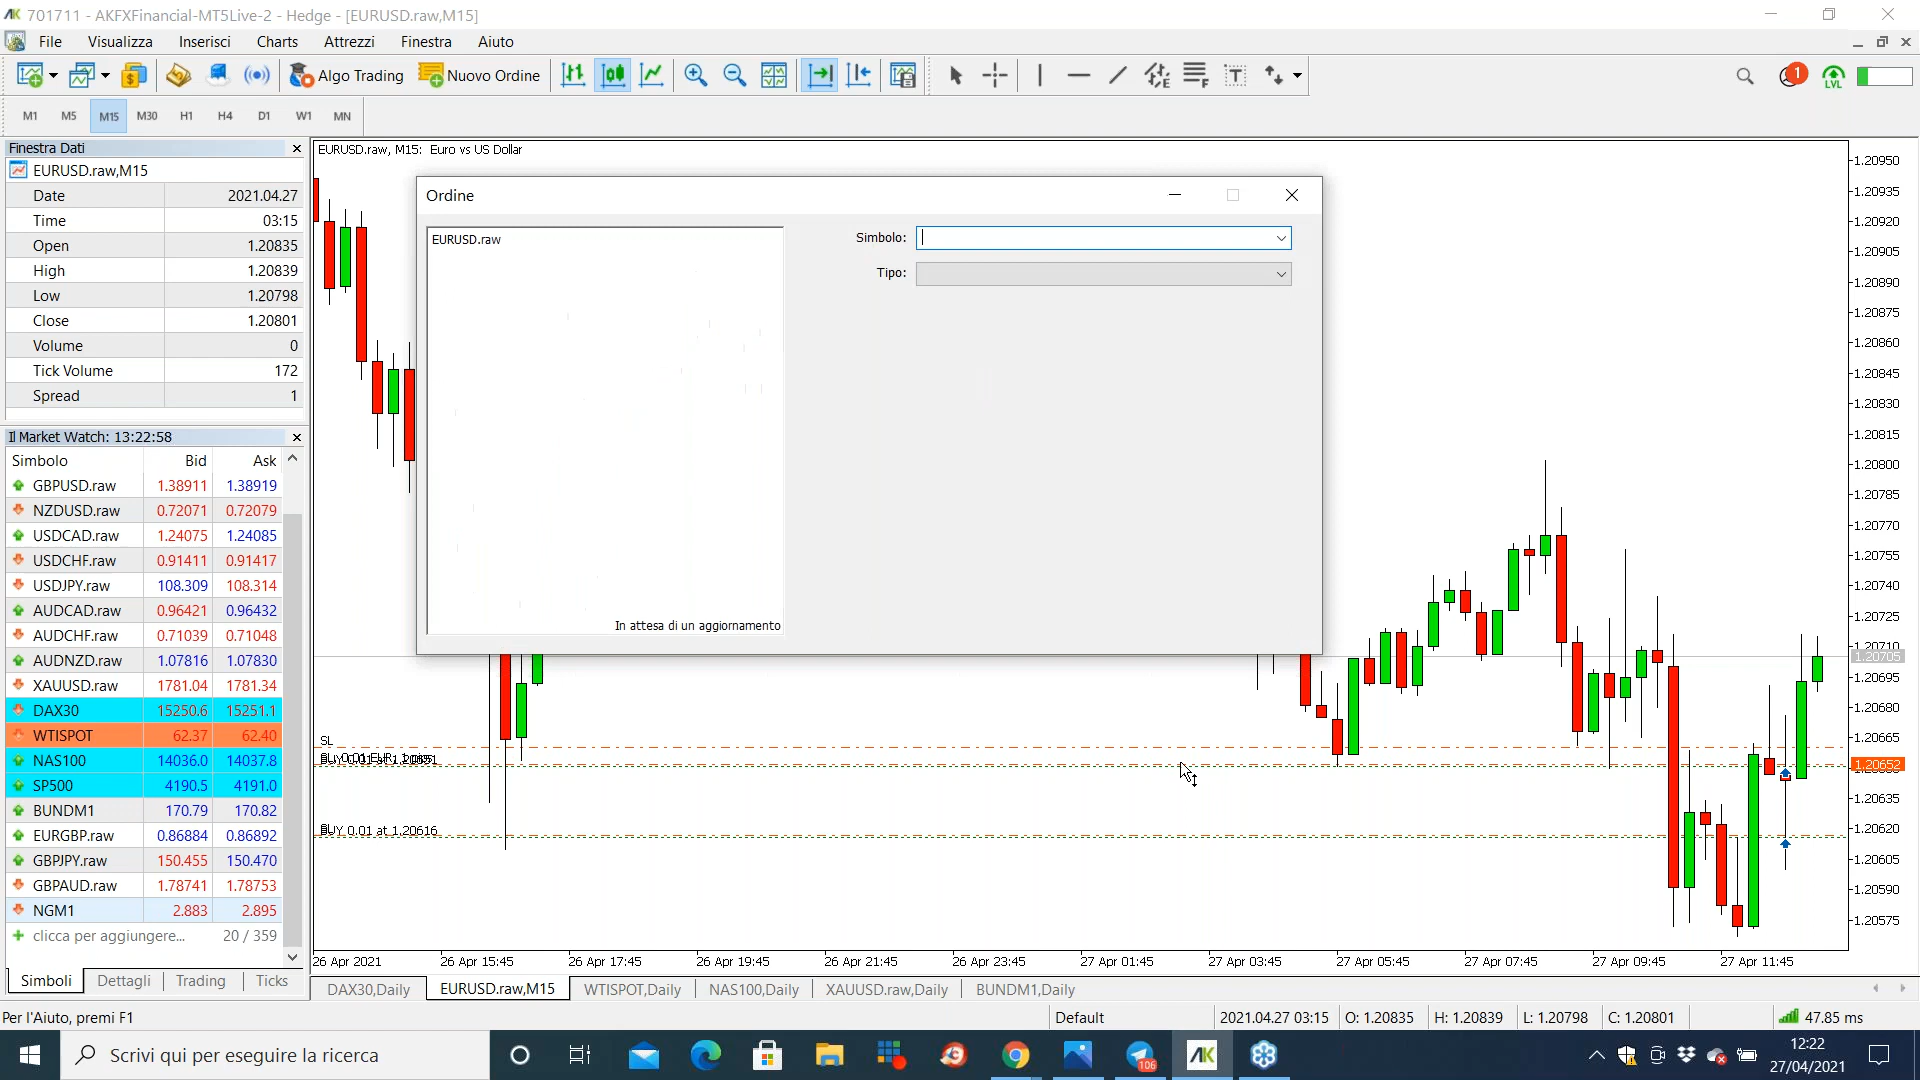 701711 - AKFXFinancial-MT5Live-2 - Hedge - [EURUSD.raw,M15]
File Visualizza Inserisci Charts Attrezzi Finestra Aiuto
Algo Trading Nuovo Ordine 1 LVL
M1 M5 M15 M30 H1 H4 D1 W1 MN
Finestra Dati
EURUSD.raw,M15
Date 2021.04.27
Time 03:15
Open 1.20835
High 1.20839
Low 1.20798
Close 1.20801
Volume 0
Tick Volume 172
Spread 1
Il Market Watch: 13:22:58
Simbolo Bid Ask
GBPUSD.raw 1.38911 1.38919
NZDUSD.raw 0.72071 0.72079
USDCAD.raw 1.24075 1.24085
USDCHF.raw 0.91411 0.91417
USDJPY.raw 108.309 108.314
AUDCAD.raw 0.96421 0.96432
AUDCHF.raw 0.71039 0.71048
AUDNZD.raw 1.07816 1.07830
XAUUSD.raw 1781.04 1781.34
DAX30 15250.6 15251.1
WTISPOT 62.37 62.40
NAS100 14036.0 14037.8
SP500 4190.5 4191.0
BUNDM1 170.79 170.82
EURGBP.raw 0.86884 0.86892
GBPJPY.raw 150.455 150.470
GBPAUD.raw 1.78741 1.78753
NGM1 2.883 2.895
clicca per aggiungere... 20 / 359
Simboli Dettagli Trading Ticks
EURUSD.raw, M15: Euro vs US Dollar
Ordine
EURUSD.raw
Simbolo:
Tipo:
In attesa di un aggiornamento
SL
BUY 0.01 at 1.20616
1.20950
1.20935
1.20920
1.20905
1.20890
1.20875
1.20860
1.20845
1.20830
1.20815
1.20800
1.20785
1.20770
1.20755
1.20740
1.20725
1.20710
1.20705
1.20695
1.20680
1.20665
1.20652
1.20635
1.20620
1.20605
1.20590
1.20575
26 Apr 2021 26 Apr 15:45 26 Apr 17:45 26 Apr 19:45 26 Apr 21:45 26 Apr 23:45 27 Apr 01:45 27 Apr 03:45 27 Apr 05:45 27 Apr 07:45 27 Apr 09:45 27 Apr 11:45
DAX30,Daily EURUSD.raw,M15 WTISPOT,Daily NAS100,Daily XAUUSD.raw,Daily BUNDM1,Daily
Per l'Aiuto, premi F1 Default 2021.04.27 03:15 O: 1.20835 H: 1.20839 L: 1.20798 C: 1.20801 47.85 ms
Scrivi qui per eseguire la ricerca 106 AK 12:22
27/04/2021